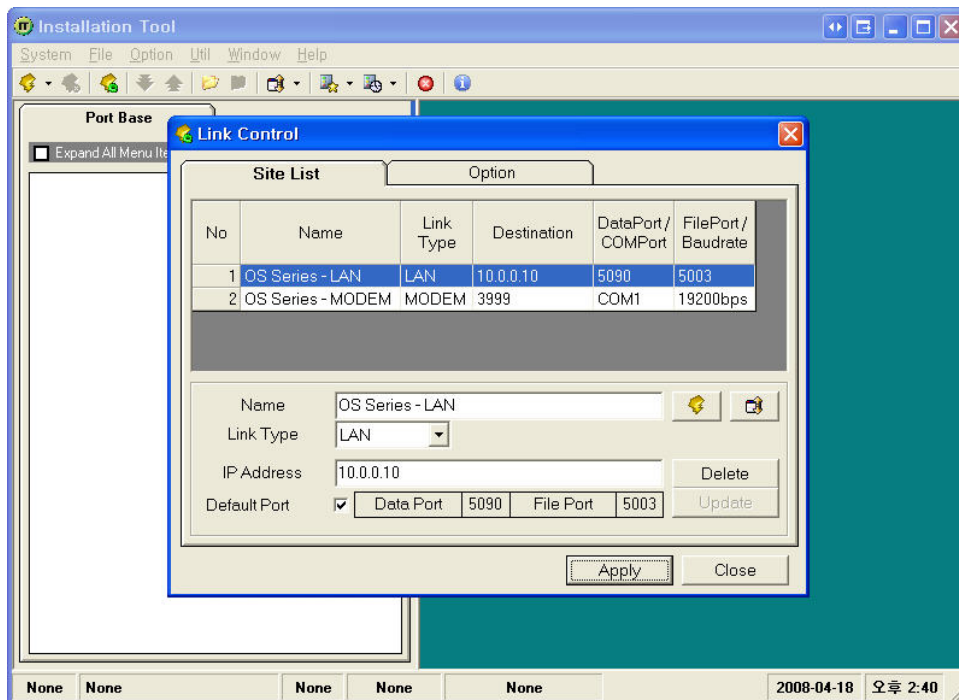 Installation Tool
System File Option Util Window Help
Port Base
Link Control
Site List Option
No Name Link Type Destination DataPort/ COMPort FilePort/ Baudrate
1 OS Series - LAN LAN 10.0.0.10 5090 5003
2 OS Series - MODEM MODEM 3999 COM1 19200bps
Name OS Series - LAN
Link Type LAN
IP Address 10.0.0.10
Delete
Default Port Data Port 5090 File Port 5003
Update
Apply Close
Expand All Menu Ite
None None None None None 2008-04-18 오후 2:40